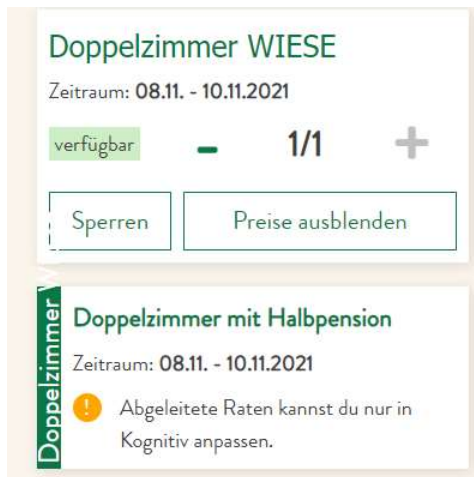 Doppelzimmer WIESE
Zeitraum: 08.11. - 10.11.2021
verfügbar - 1/1 +
Sperren Preise ausblenden
Doppelzimmer W
Doppelzimmer mit Halbpension
Zeitraum: 08.11. - 10.11.2021
! Abgeleitete Raten kannst du nur in
Kognitiv anpassen.